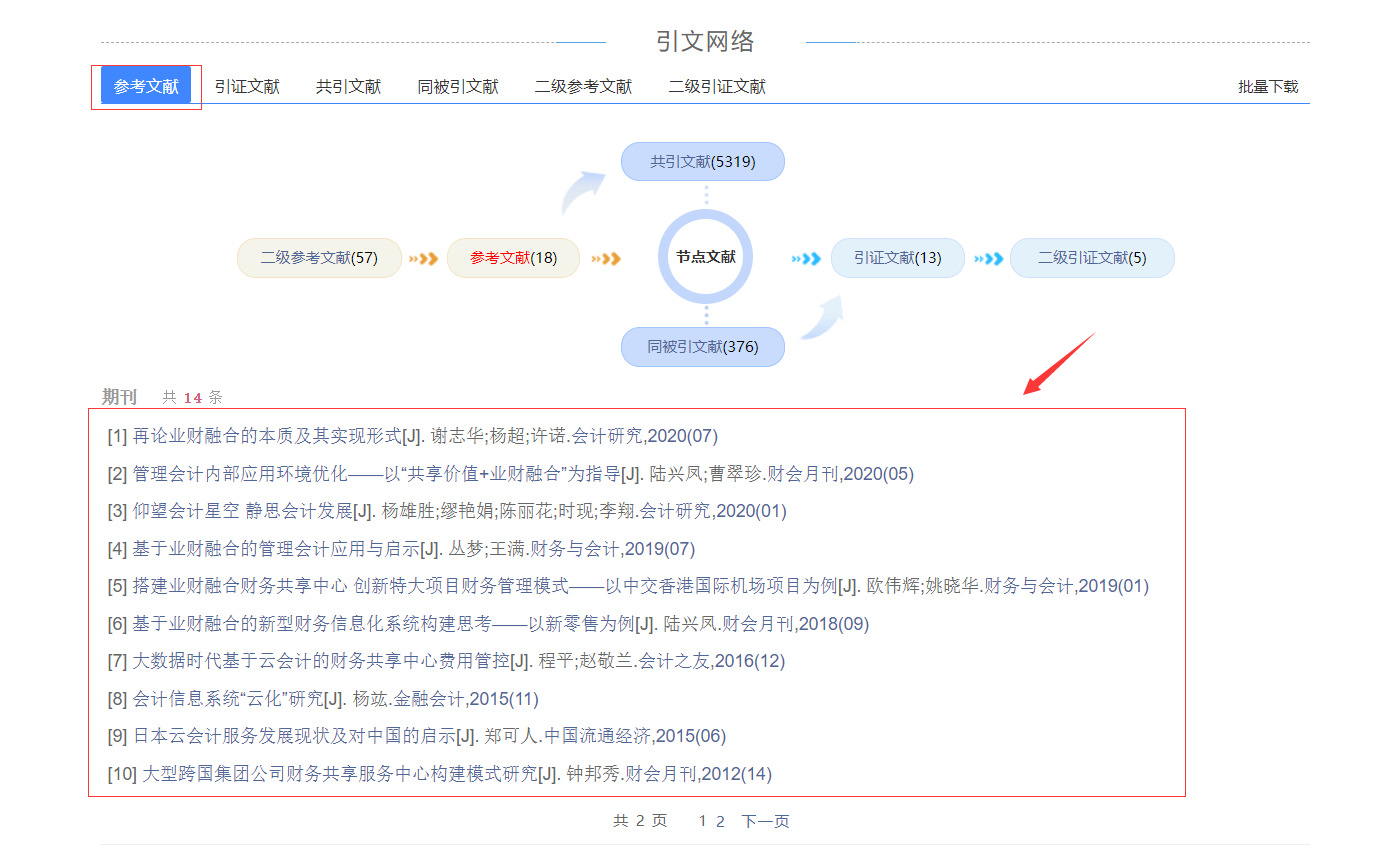 引文网络
参考文献 引证文献 共引文献 同被引文献 二级参考文献 二级引证文献 批量下载
共引文献(5319)
二级参考文献(57) 参考文献(18) 节点文献 引证文献(13) 二级引证文献(5)
同被引文献(376)
期刊 共 14 条
[1] 再论业财融合的本质及其实现形式[J]. 谢志华;杨超;许诺.会计研究,2020(07)
[2] 管理会计内部应用环境优化——以“共享价值+业财融合”为指导[J]. 陆兴凤;曹翠珍.财会月刊,2020(05)
[3] 仰望会计星空 静思会计发展[J]. 杨雄胜;缪艳娟;陈丽花;时现;李翔.会计研究,2020(01)
[4] 基于业财融合的管理会计应用与启示[J]. 丛梦;王满.财务与会计,2019(07)
[5] 搭建业财融合财务共享中心 创新特大项目财务管理模式——以中交香港国际机场项目为例[J]. 欧伟辉;姚晓华.财务与会计,2019(01)
[6] 基于业财融合的新型财务信息化系统构建思考——以新零售为例[J]. 陆兴凤.财会月刊,2018(09)
[7] 大数据时代基于云会计的财务共享中心费用管控[J]. 程平;赵敬兰.会计之友,2016(12)
[8] 会计信息系统“云化”研究[J]. 杨竑.金融会计,2015(11)
[9] 日本云会计服务发展现状及对中国的启示[J]. 郑可人.中国流通经济,2015(06)
[10] 大型跨国集团公司财务共享服务中心构建模式研究[J]. 钟邦秀.财会月刊,2012(14)
共 2 页 1 2 下一页